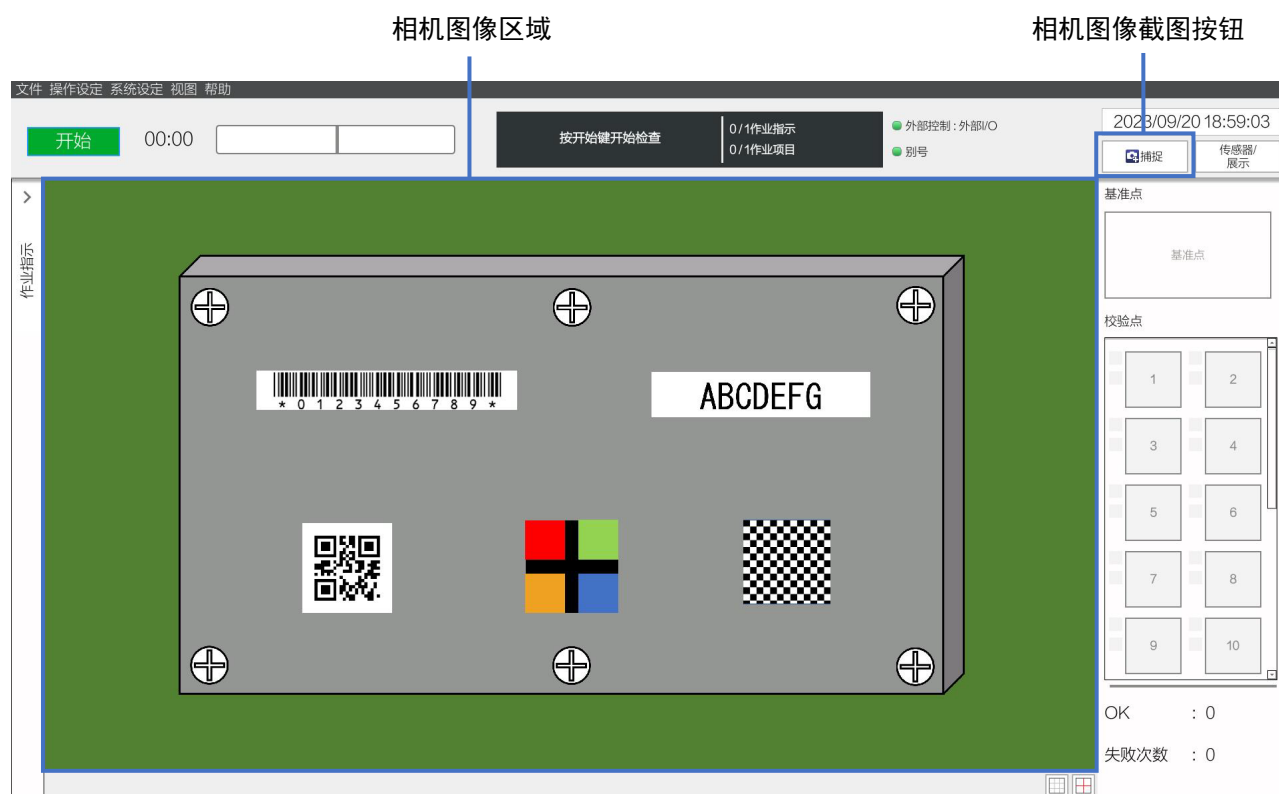 相机图像区域
相机图像截图按钮
文件 操作设定 系统设定 视图 帮助
开始
00:00
按开始键开始检查
0/1作业指示
0/1作业项目
外部控制 : 外部I/O
别号
2023/09/20 18:59:03
捕捉
传感器/
展示
作业指示
基准点
基准点
校验点
1
2
3
4
5
6
7
8
9
10
* 0 1 2 3 4 5 6 7 8 9 *
ABCDEFG
OK : 0
失败次数 : 0